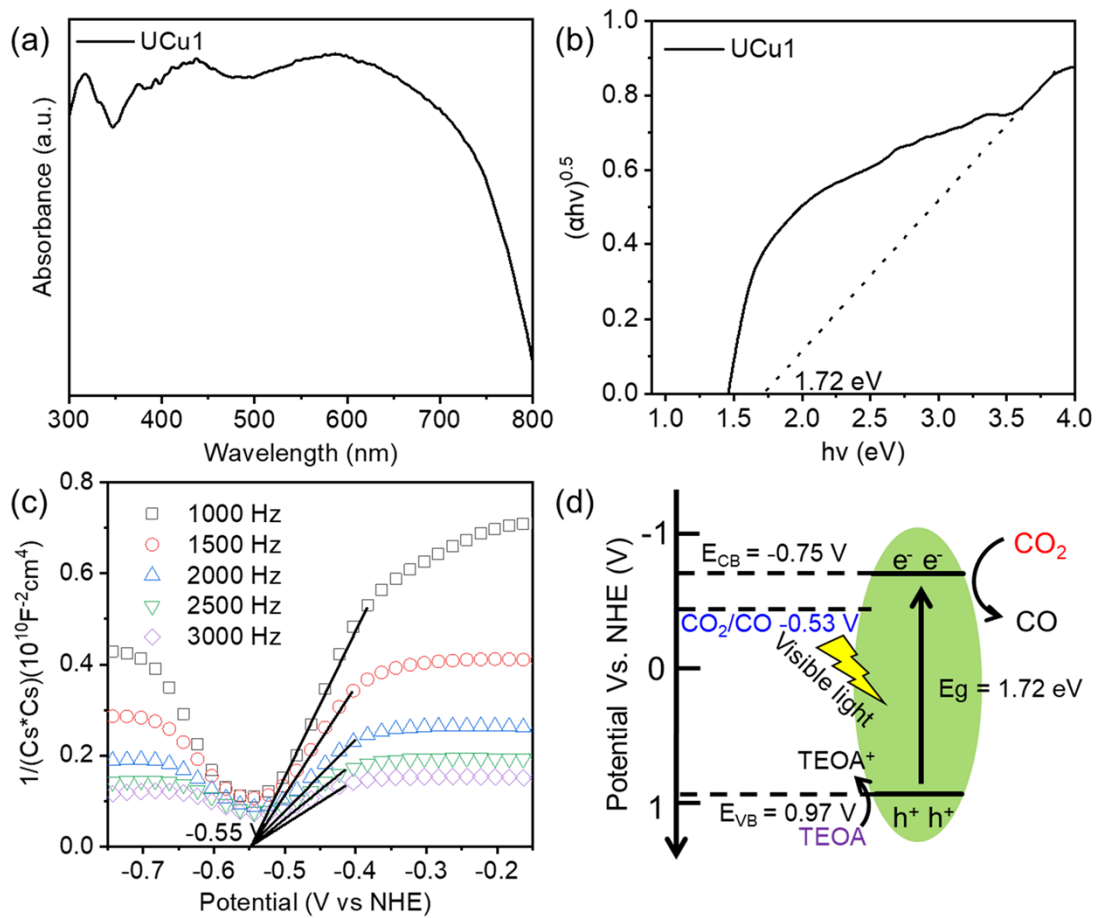 (a)
UCu1
Absorbance (a.u.)
300 400 500 600 700 800
Wavelength (nm)
(b)
UCu1
(αhv)^0.5
1.0
0.8
0.6
0.4
0.2
0.0
1.72 eV
1.0 1.5 2.0 2.5 3.0 3.5 4.0
hv (eV)
(c)
1/(Cs*Cs)(10^10F^-2cm^4)
0.8
0.6
0.4
0.2
0.0
1000 Hz
1500 Hz
2000 Hz
2500 Hz
3000 Hz
-0.55 V
-0.7 -0.6 -0.5 -0.4 -0.3 -0.2
Potential (V vs NHE)
(d)
Potential Vs. NHE (V)
-1
0
1
E_CB = -0.75 V
e⁻ e⁻
CO₂
CO₂/CO -0.53 V
CO
Visible light
Eg = 1.72 eV
TEOA⁺
E_VB = 0.97 V
h⁺ h⁺
TEOA